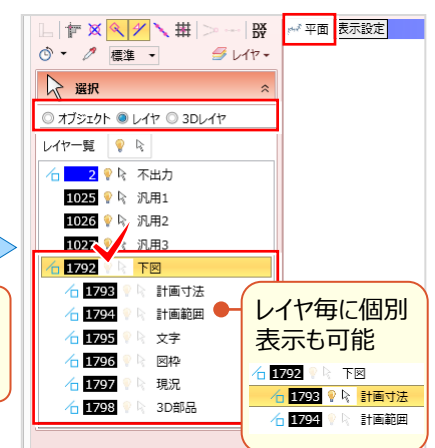 DX
DY
平面
表示設定
標準
レイヤ
選択
オブジェクト レイヤ 3Dレイヤ
レイヤ一覧
2 不出力
1025 汎用1
1026 汎用2
1027 汎用3
1792 下図
1793 計画寸法
1794 計画範囲
1795 文字
1796 図枠
1797 現況
1798 3D部品
レイヤ毎に個別
表示も可能
1792 下図
1793 計画寸法
1794 計画範囲